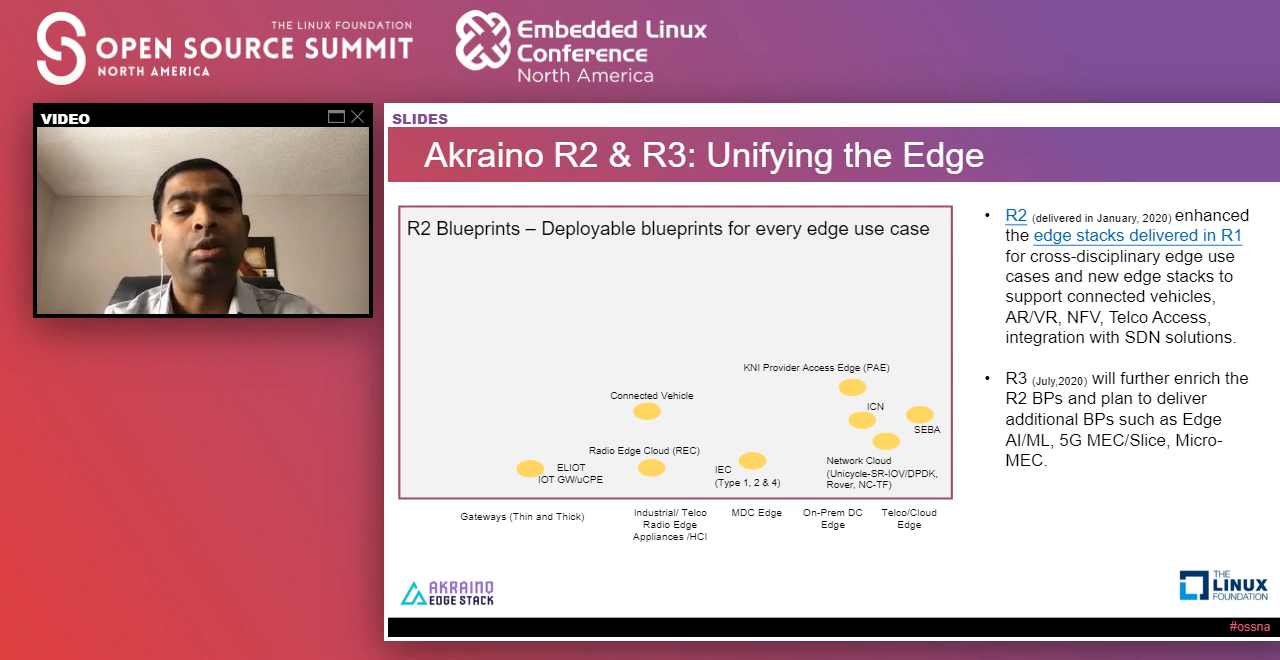 THE LINUX FOUNDATION
OPEN SOURCE SUMMIT
NORTH AMERICA
Embedded Linux
Conference
North America
VIDEO
SLIDES
Akraino R2 & R3: Unifying the Edge
R2 Blueprints – Deployable blueprints for every edge use case
KNI Provider Access Edge (PAE)
Connected Vehicle
ICN
SEBA
Radio Edge Cloud (REC)
ELIOT
IOT GW/uCPE
IEC
(Type 1, 2 & 4)
Network Cloud
(Unicycle-SR-IOV/DPDK,
Rover, NC-TF)
Gateways (Thin and Thick)
Industrial/ Telco
Radio Edge
Appliances /HCI
MDC Edge
On-Prem DC
Edge
Telco/Cloud
Edge
• R2 (delivered in January, 2020) enhanced
the edge stacks delivered in R1
for cross-disciplinary edge use
cases and new edge stacks to
support connected vehicles,
AR/VR, NFV, Telco Access,
integration with SDN solutions.
• R3 (July,2020) will further enrich the
R2 BPs and plan to deliver
additional BPs such as Edge
AI/ML, 5G MEC/Slice, Micro-
MEC.
AKRAINO
EDGE STACK
THE
LINUX
FOUNDATION
#ossna